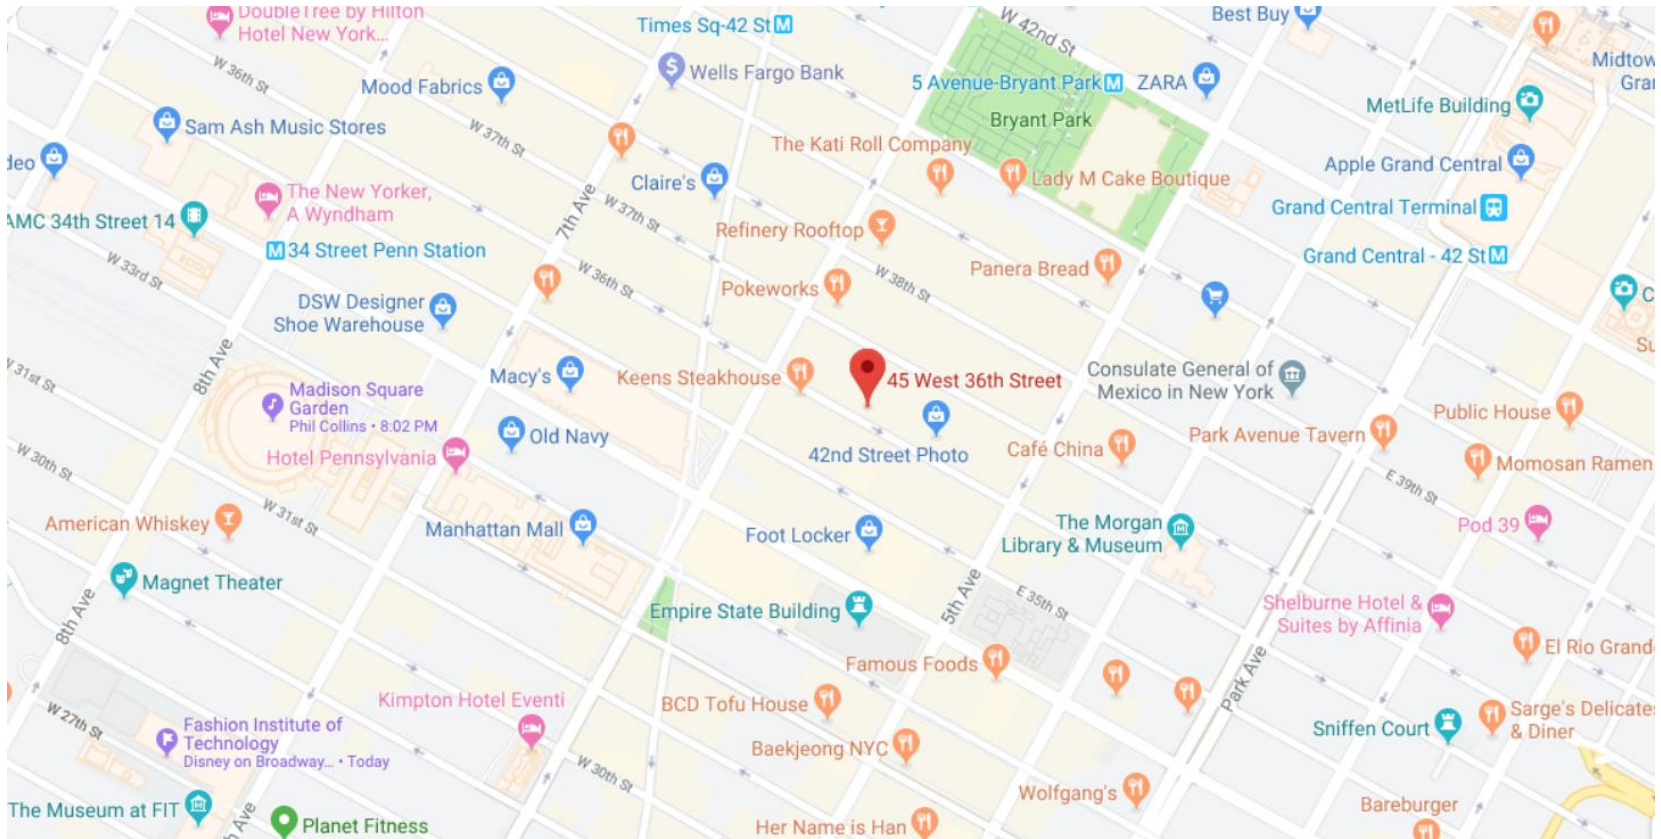 DoubleTree by Hilton
Hotel New York...
Times Sq-42 St M
W 42nd St
Best Buy
W 36th St
Mood Fabrics
Wells Fargo Bank
5 Avenue-Bryant Park M
ZARA
Midtow
Gra
MetLife Building
Bryant Park
Sam Ash Music Stores
W 37th St
The Kati Roll Company
deo
Apple Grand Central
Claire's
Lady M Cake Boutique
The New Yorker,
A Wyndham
7th Ave
W 37th St
Grand Central Terminal
AMC 34th Street 14
Refinery Rooftop
M 34 Street Penn Station
Grand Central - 42 St M
W 33rd St
W 36th St
W 38th St
Panera Bread
Pokeworks
C
DSW Designer
Shoe Warehouse
Su
8th Ave
W 31st St
Macy's
Keens Steakhouse
45 West 36th Street
Consulate General of
Mexico in New York
Madison Square
Garden
Phil Collins • 8:02 PM
Public House
Old Navy
Park Avenue Tavern
Hotel Pennsylvania
42nd Street Photo
Café China
W 30th St
Momosan Ramen
E 39th St
W 31st St
American Whiskey
Manhattan Mall
Foot Locker
The Morgan
Library & Museum
Pod 39
Magnet Theater
8th Ave
Empire State Building
5th Ave
E 35th St
Shelburne Hotel &
Suites by Affinia
El Rio Grand
Famous Foods
Park Ave
W 27th St
Kimpton Hotel Eventi
BCD Tofu House
Fashion Institute of
Technology
Disney on Broadway... • Today
Baekjeong NYC
Sniffen Court
Sarge's Delicates
& Diner
W 30th St
Wolfgang's
The Museum at FIT
h Ave
Planet Fitness
Her Name is Han
Bareburger